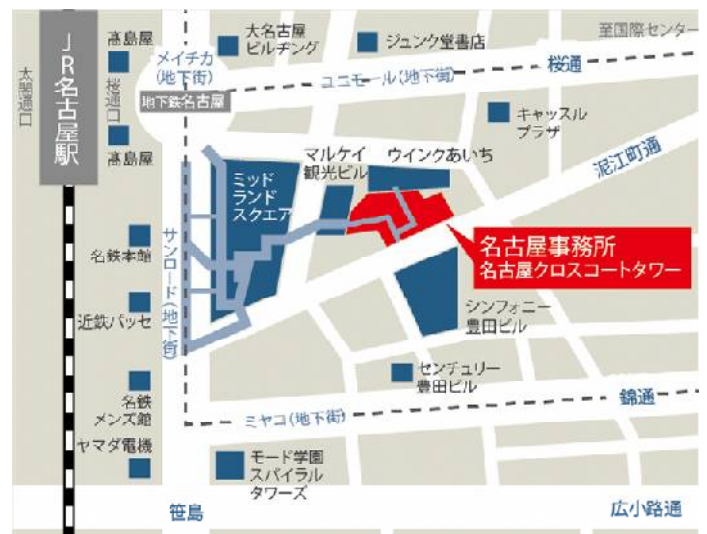 JR名古屋駅
太閤通口
桜通口
髙島屋
髙島屋
メイチカ
(地下街)
地下鉄名古屋
大名古屋
ビルヂング
ジュンク堂書店
至国際センター
桜通
ユニモール(地下街)
キャッスル
プラザ
泥江町通
マルケイ
観光ビル
ウインクあいち
ミッド
ランド
スクエア
名古屋事務所
名古屋クロスコートタワー
名鉄本館
サンロード(地下街)
近鉄パッセ
シンフォニー
豊田ビル
センチュリー
豊田ビル
名鉄
メンズ館
錦通
ミヤコ(地下街)
ヤマダ電機
モード学園
スパイラル
タワーズ
笹島
広小路通